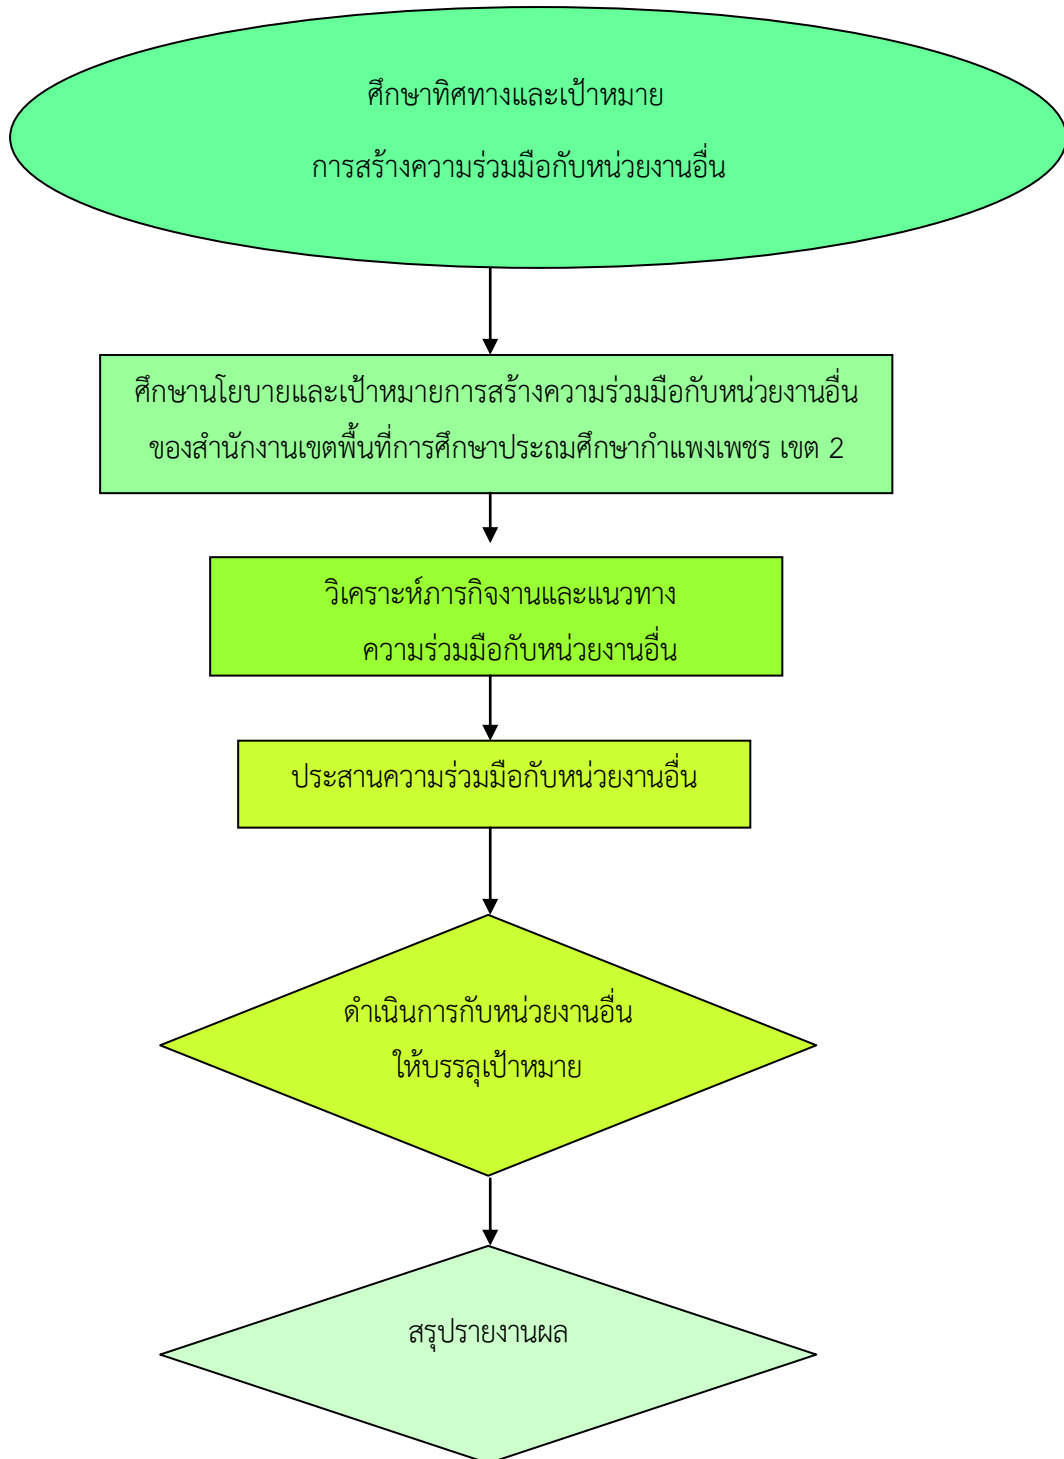 ศึกษาทิศทางและเป้าหมาย
การสร้างความร่วมมือกับหน่วยงานอื่น
ศึกษานโยบายและเป้าหมายการสร้างความร่วมมือกับหน่วยงานอื่น
ของสำนักงานเขตพื้นที่การศึกษาประถมศึกษากำแพงเพชร เขต 2
วิเคราะห์ภารกิจงานและแนวทาง
ความร่วมมือกับหน่วยงานอื่น
ประสานความร่วมมือกับหน่วยงานอื่น
ดำเนินการกับหน่วยงานอื่น
ให้บรรลุเป้าหมาย
สรุปรายงานผล